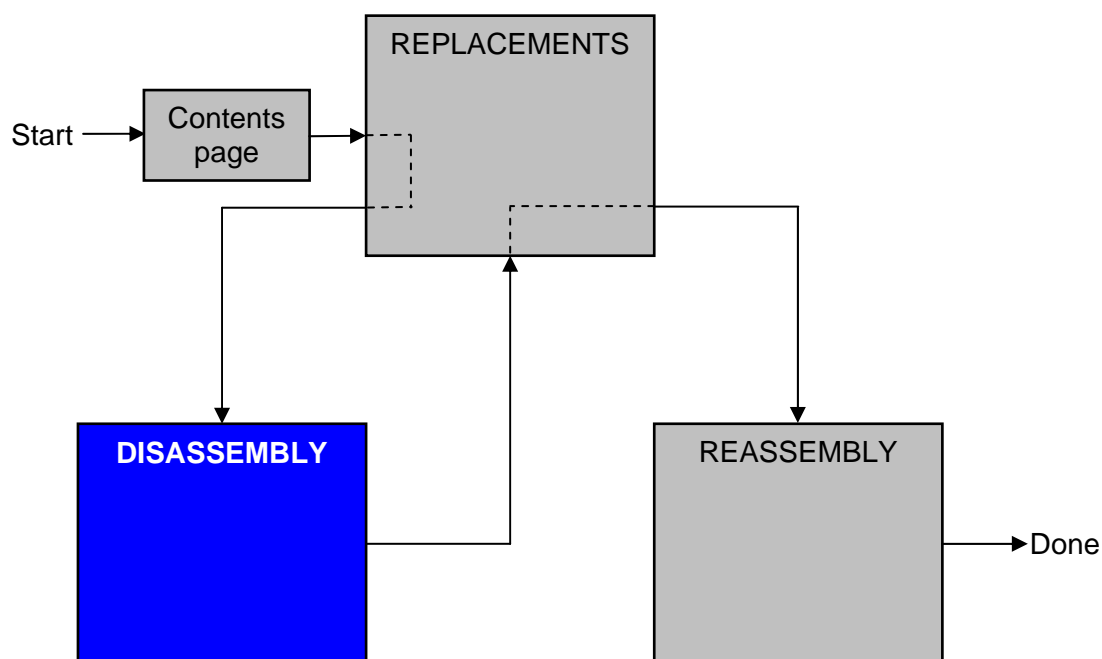 REPLACEMENTS
Start
Contents
page
DISASSEMBLY
REASSEMBLY
Done